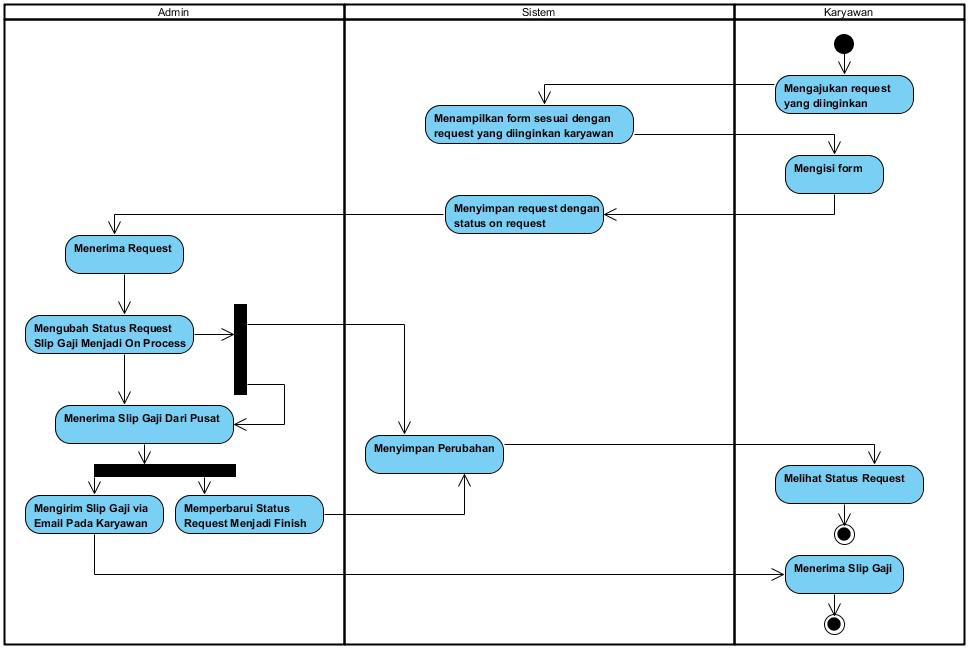 Admin
Sistem
Karyawan
Mengajukan request
yang diinginkan
Menampilkan form sesuai dengan
request yang diinginkan karyawan
Mengisi form
Menyimpan request dengan
status on request
Menerima Request
Mengubah Status Request
Slip Gaji Menjadi On Process
Menerima Slip Gaji Dari Pusat
Menyimpan Perubahan
Melihat Status Request
Mengirim Slip Gaji via
Email Pada Karyawan
Memperbarui Status
Request Menjadi Finish
Menerima Slip Gaji